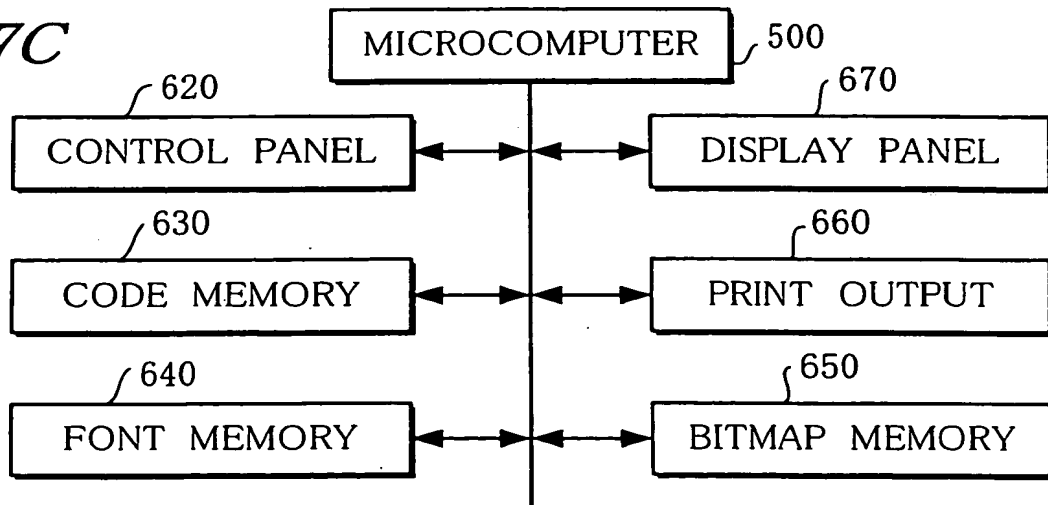 7C
MICROCOMPUTER
500
620
670
CONTROL PANEL
DISPLAY PANEL
630
660
CODE MEMORY
PRINT OUTPUT
640
650
FONT MEMORY
BITMAP MEMORY